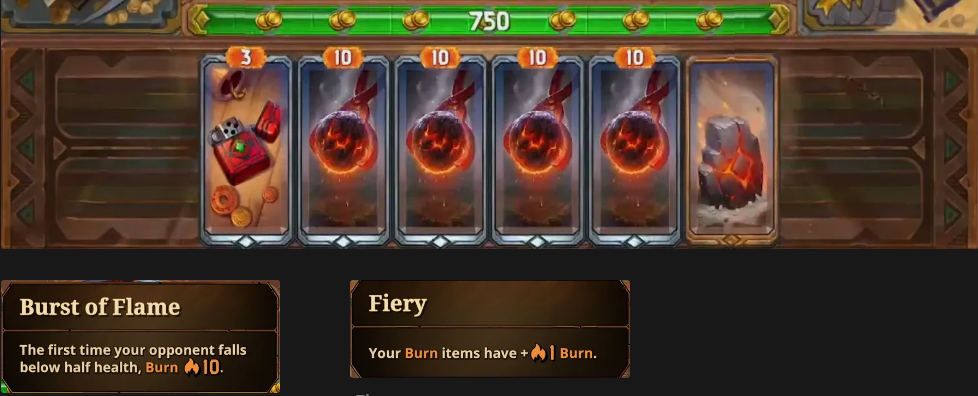 750
3
10
10
10
10
Burst of Flame
The first time your opponent falls
below half health, Burn 10.
Fiery
Your Burn items have + 1 Burn.